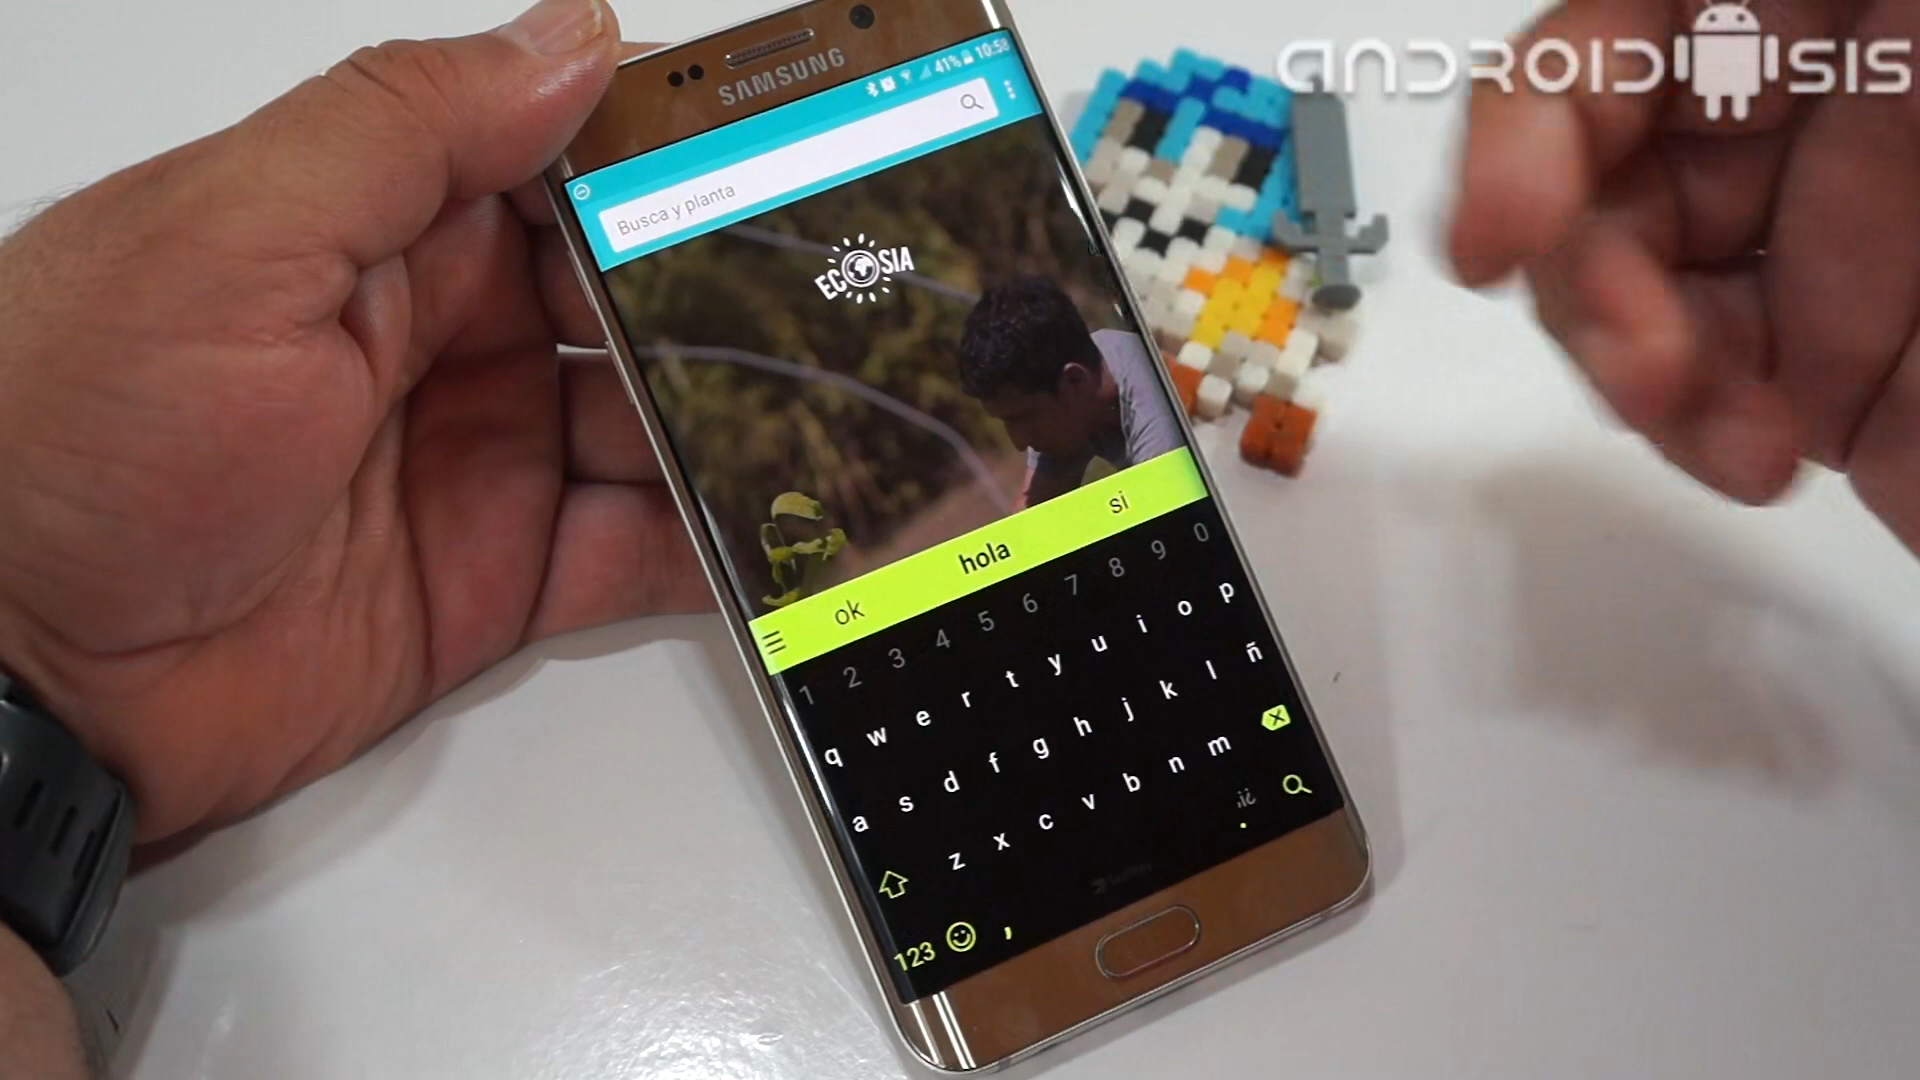 ANDROIDSIS
SAMSUNG
41% 10:58
Busca y planta
ECOSIA
ok hola si
1 2 3 4 5 6 7 8 9 0
q w e r t y u i o p
a s d f g h j k l ñ
z x c v b n m
123 , .